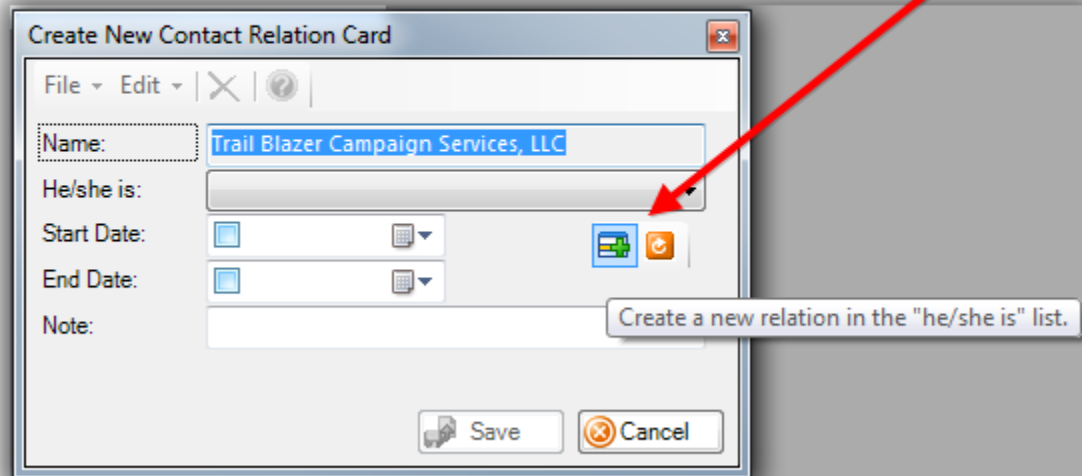 Create New Contact Relation Card
File Edit
Name: Trail Blazer Campaign Services, LLC
He/she is:
Start Date:
End Date:
Note:
Create a new relation in the "he/she is" list.
Save Cancel